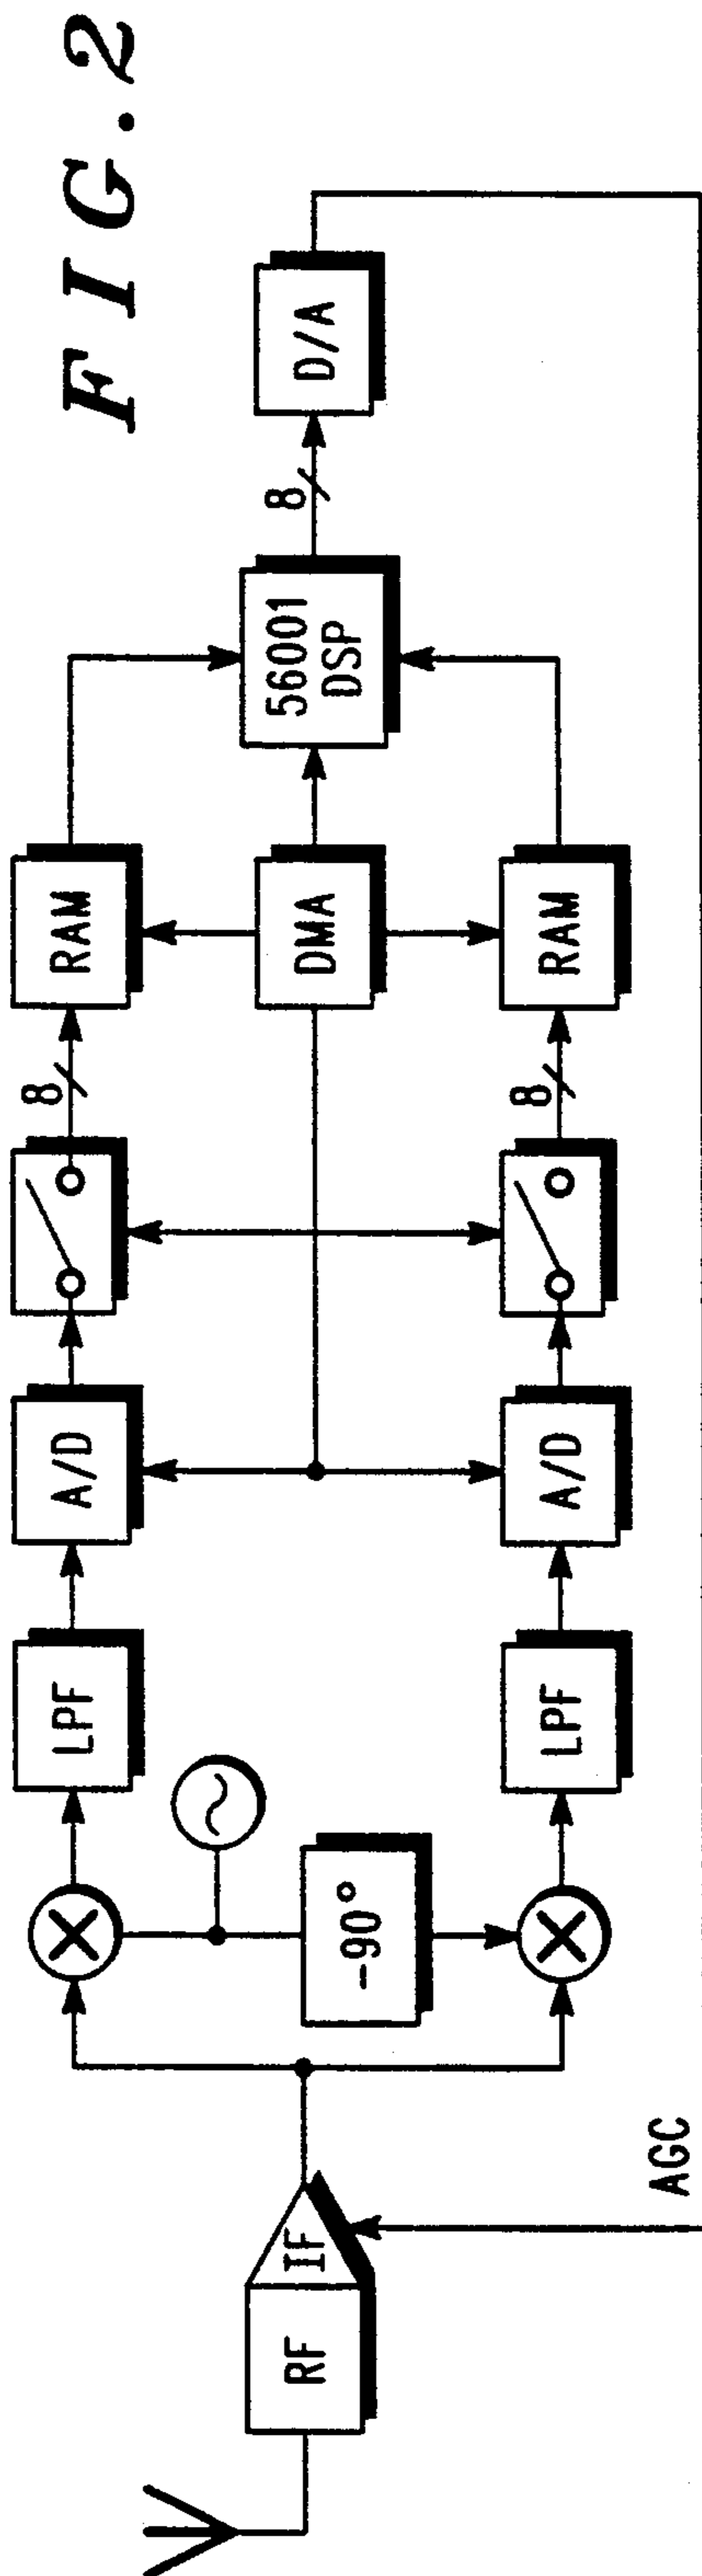 FIG. 2
RF
IF
AGC
-90°
LPF
LPF
A/D
A/D
8
8
RAM
DMA
RAM
56001
DSP
8
D/A